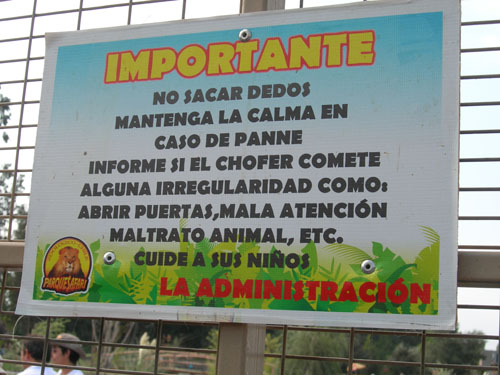 IMPORTANTE
NO SACAR DEDOS
MANTENGA LA CALMA EN
CASO DE PANNE
INFORME SI EL CHOFER COMETE
ALGUNA IRREGULARIDAD COMO:
ABRIR PUERTAS,MALA ATENCIÓN
MALTRATO ANIMAL, ETC.
CUIDE A SUS NIÑOS
PARQUESAFARI
LA ADMINISTRACIÓN